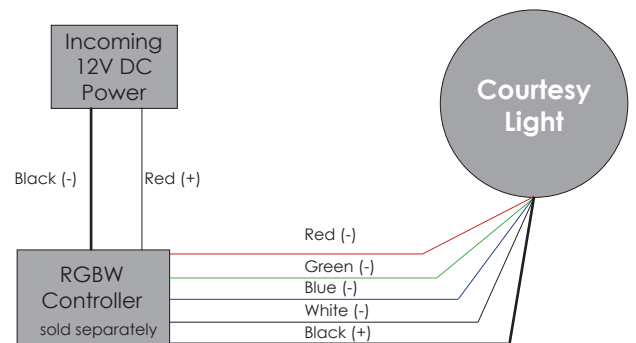 Incoming
12V DC
Power
Courtesy
Light
Black (-)
Red (+)
Red (-)
Green (-)
Blue (-)
White (-)
Black (+)
RGBW
Controller
sold separately